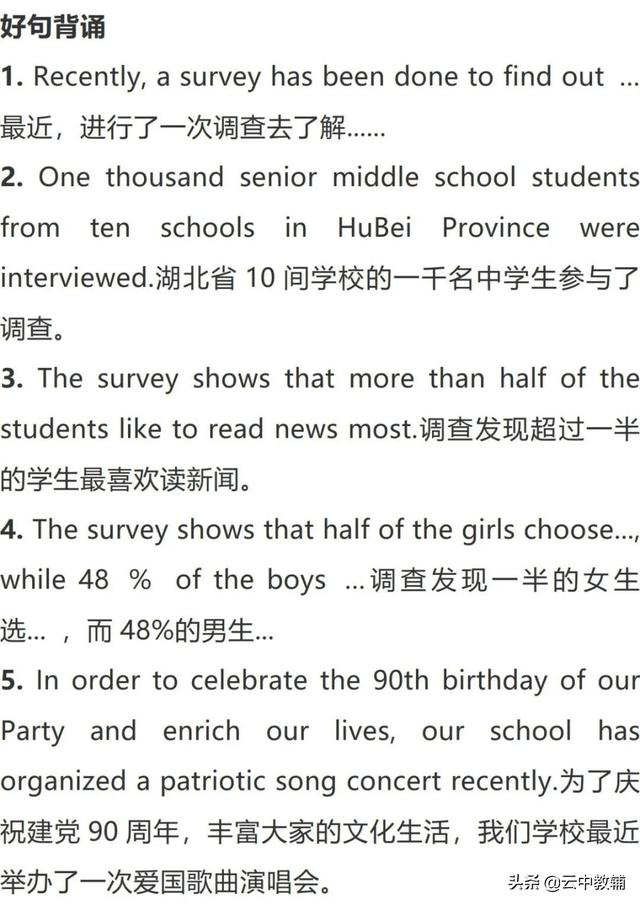 好句背诵
1. Recently, a survey has been done to find out ...
最近，进行了一次调查去了解......
2. One thousand senior middle school students
from ten schools in HuBei Province were
interviewed.湖北省 10 间学校的一千名中学生参与了
调查。
3. The survey shows that more than half of the
students like to read news most.调查发现超过一半
的学生最喜欢读新闻。
4. The survey shows that half of the girls choose...,
while 48 % of the boys ...调查发现一半的女生
选... ，而 48%的男生...
5. In order to celebrate the 90th birthday of our
Party and enrich our lives, our school has
organized a patriotic song concert recently.为了庆
祝建党 90 周年，丰富大家的文化生活，我们学校最近
举办了一次爱国歌曲演唱会。
头条 @云中教辅